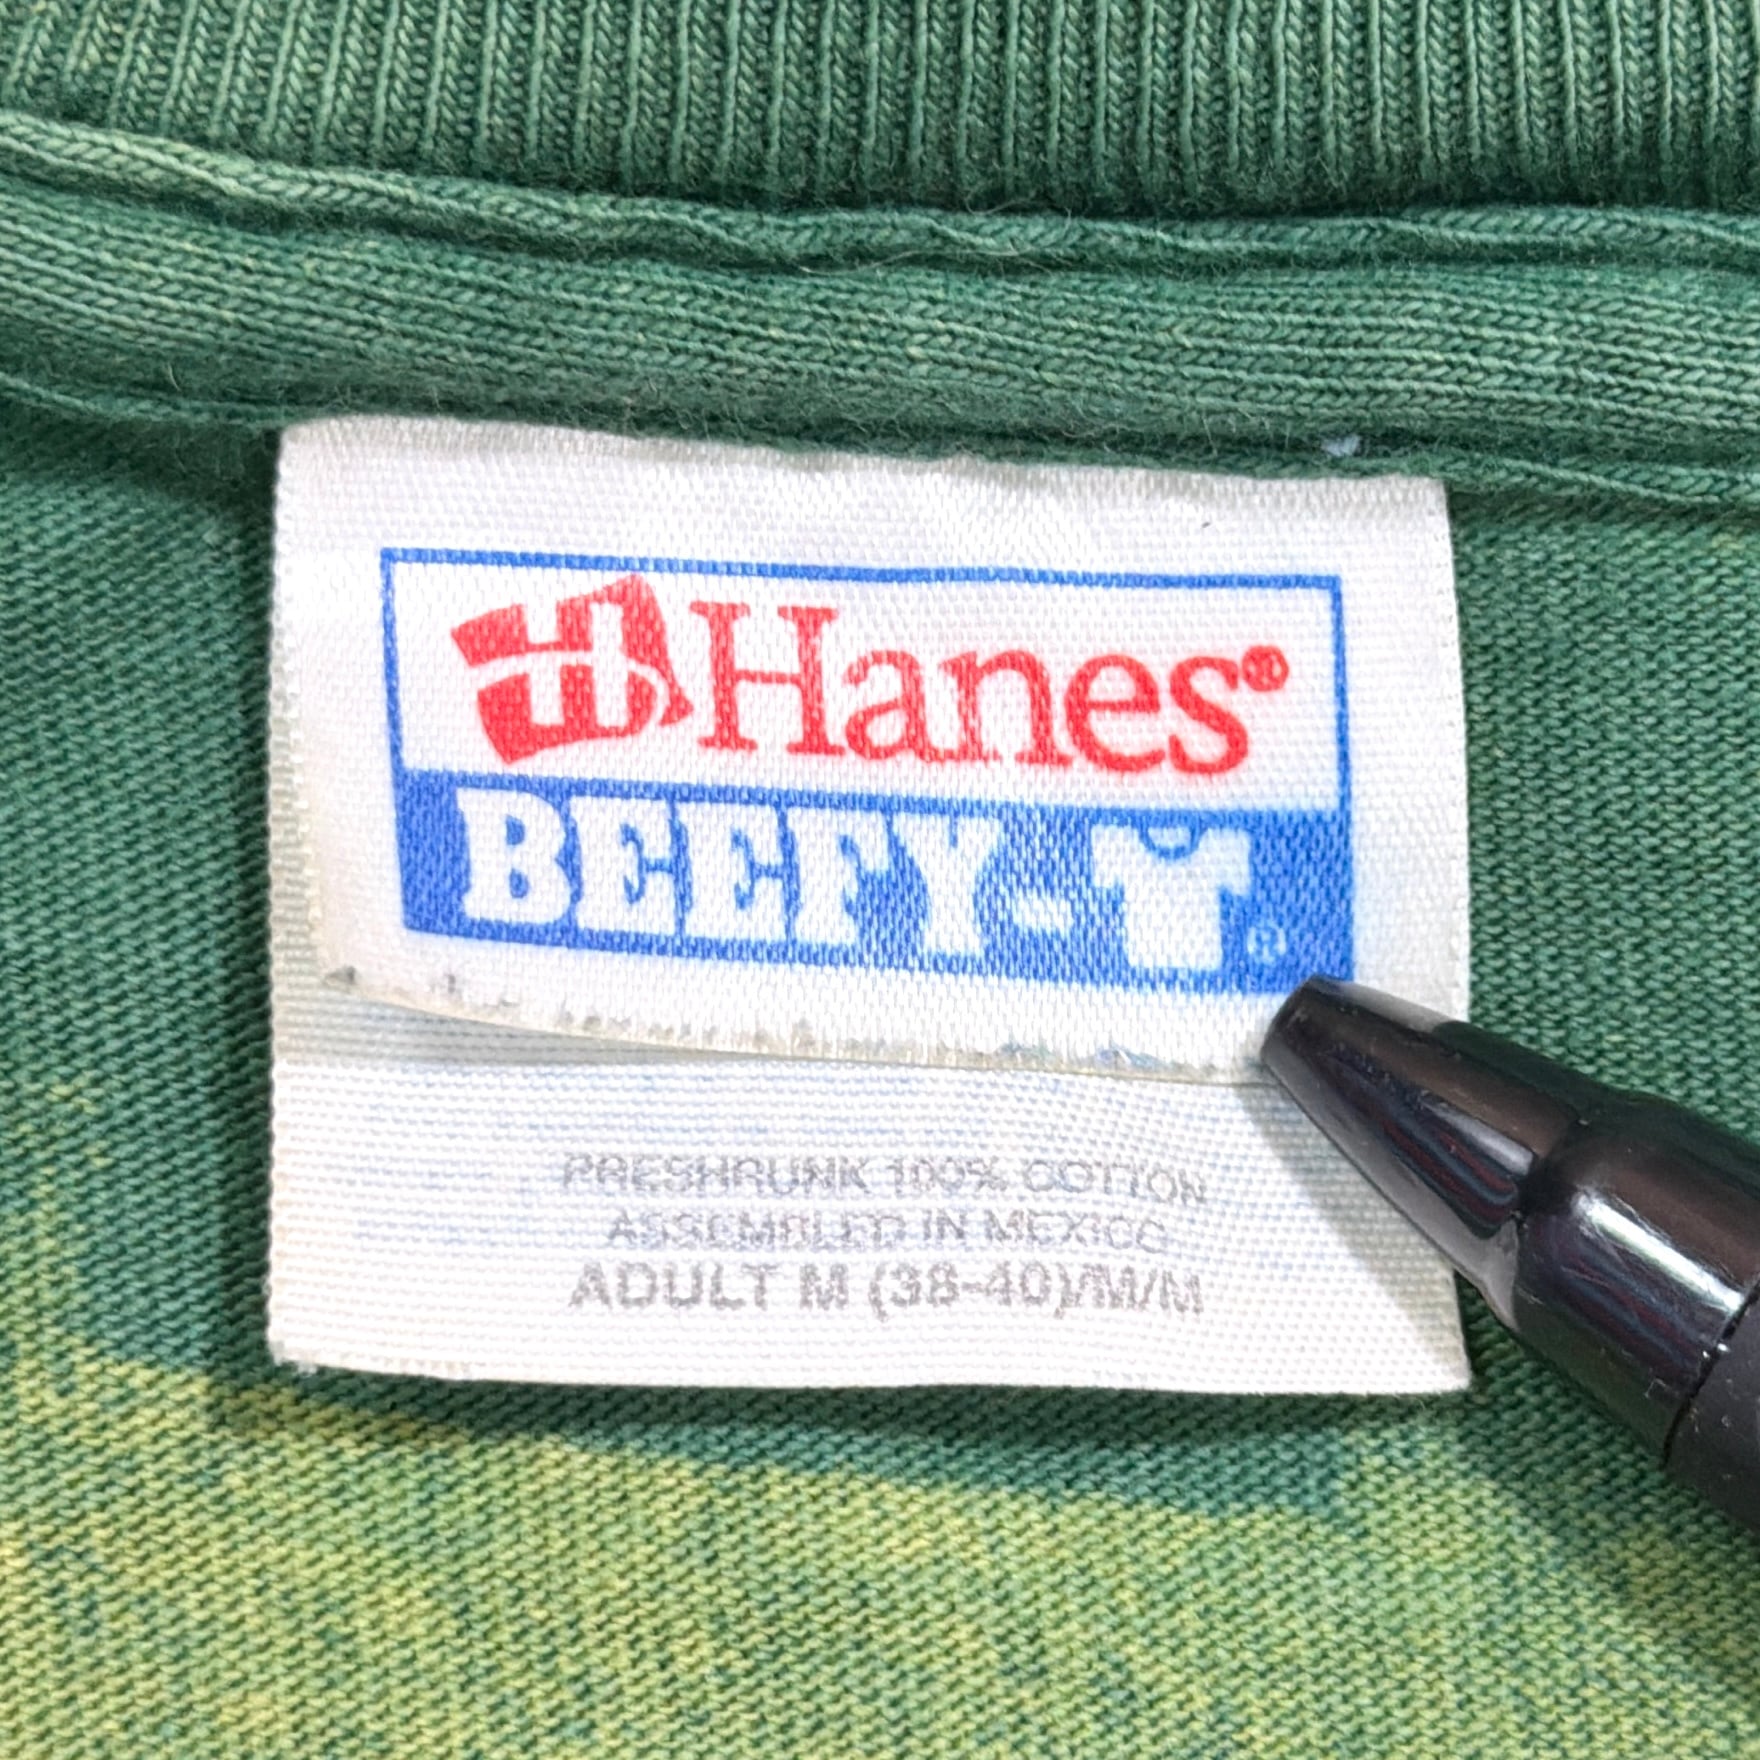 Hanes®
BEEFY-T®
PRESHRUNK 100% COTTON
ASSEMBLED IN MEXICO
ADULT M (38-40)/M/M